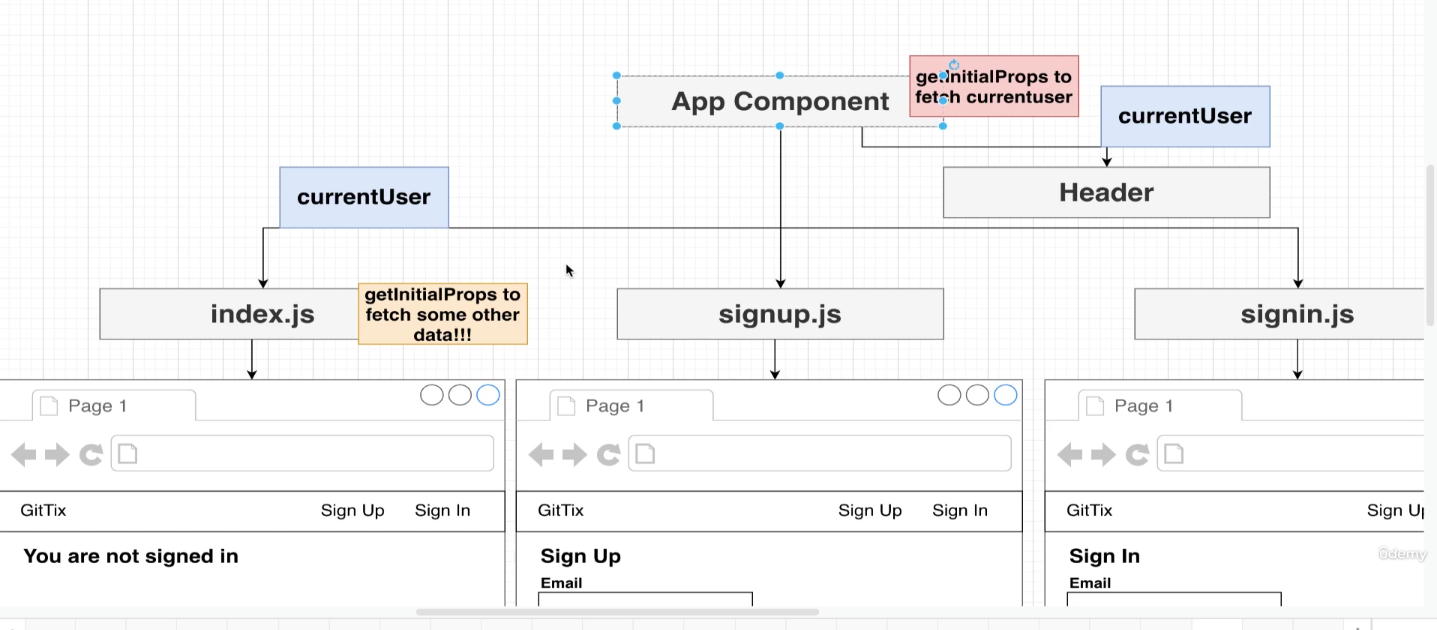 getInitialProps to
fetch currentuser
App Component
currentUser
Header
currentUser
index.js
getInitialProps to
fetch some other
data!!!
signup.js
signin.js
Page 1
Page 1
Page 1
GitTix
Sign Up
Sign In
GitTix
Sign Up
Sign In
GitTix
Sign Up
You are not signed in
Sign Up
Sign In
Email
Email
ûdemy